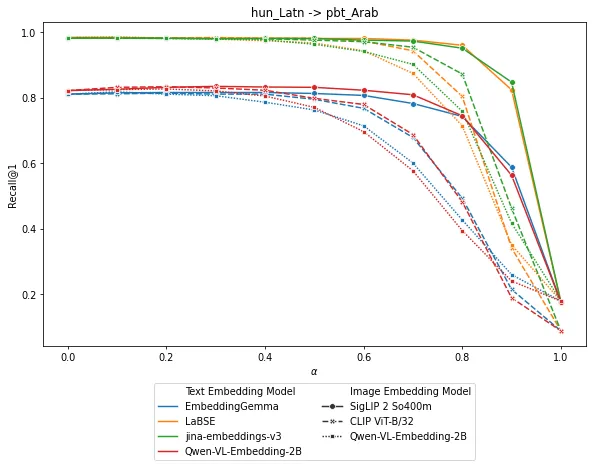 hun_Latn -> pbt_Arab
Recall@1
1.0
0.8
0.6
0.4
0.2
0.0 0.2 0.4 0.6 0.8 1.0
α
Text Embedding Model
EmbeddingGemma
LaBSE
jina-embeddings-v3
Qwen-VL-Embedding-2B
Image Embedding Model
SigLIP 2 So400m
CLIP ViT-B/32
Qwen-VL-Embedding-2B